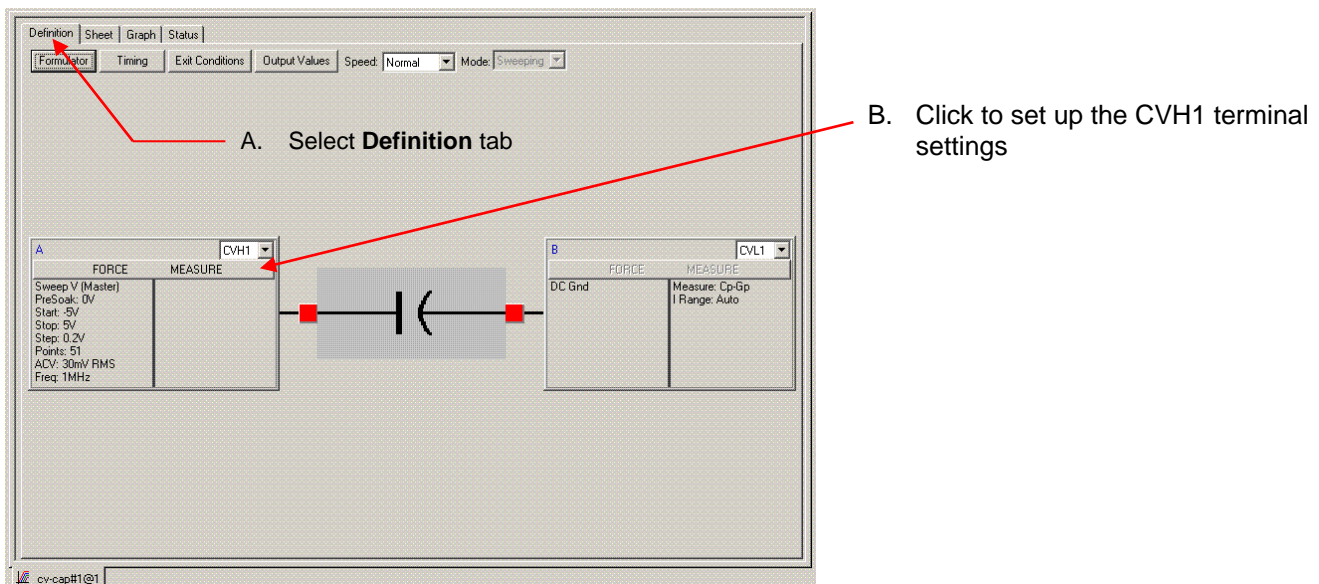 Definition Sheet Graph Status
Formulator Timing Exit Conditions Output Values Speed: Normal Mode: Sweeping
A. Select Definition tab
B. Click to set up the CVH1 terminal
settings
A CVH1
FORCE MEASURE
Sweep V (Master)
PreSoak: 0V
Start: -5V
Stop: 5V
Step: 0.2V
Points: 51
ACV: 30mV RMS
Freq: 1MHz
B CVL1
FORCE MEASURE
DC Gnd Measure: Cp-Gp
I Range: Auto
cv-cap#1@1